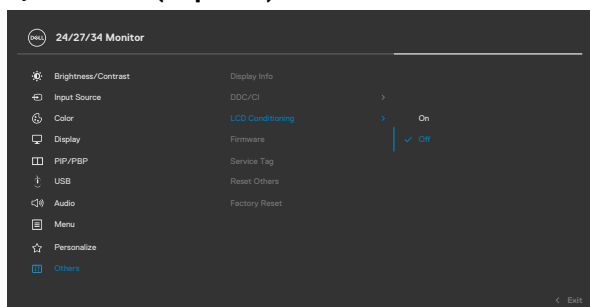 DELL
24/27/34 Monitor
Brightness/Contrast
Display Info
Input Source
DDC/CI
Color
LCD Conditioning
On
Display
Firmware
Off
PIP/PBP
Service Tag
USB
Reset Others
Audio
Factory Reset
Menu
Personalize
Others
Exit